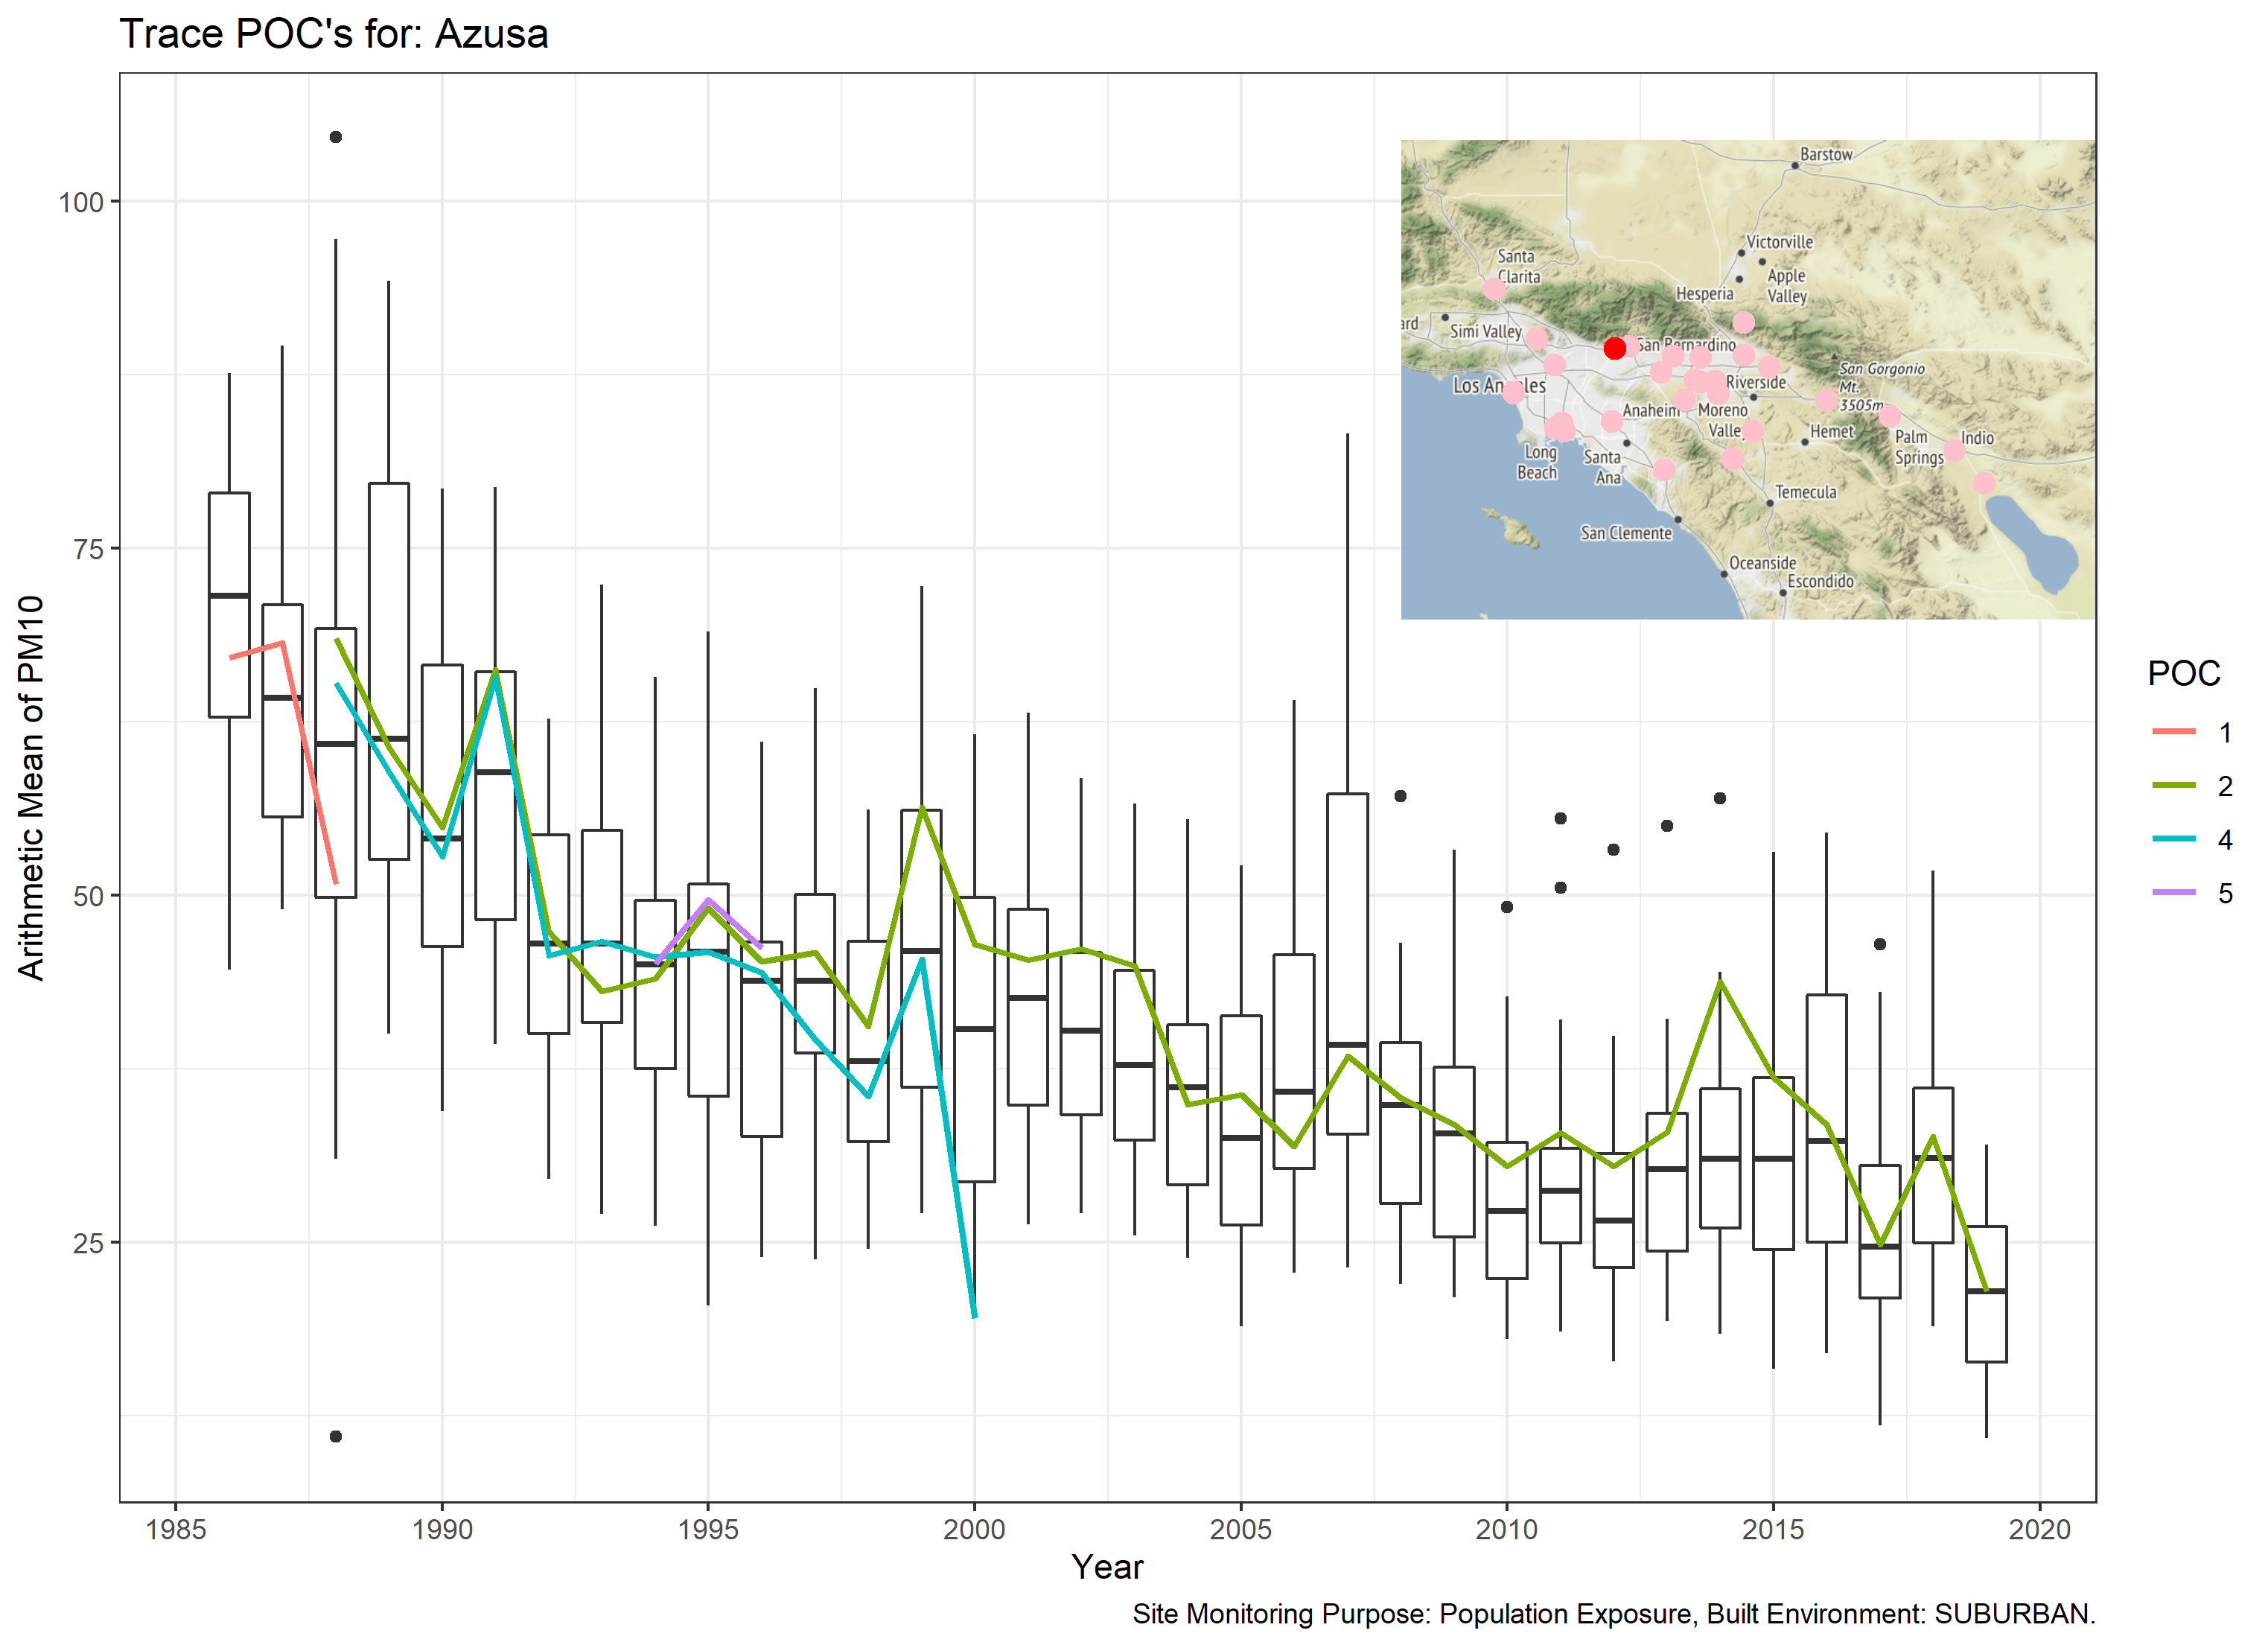 Trace POC's for: Azusa
Arithmetic Mean of PM10
100
75
50
25
Barstow
Victorville
Apple
Valley
Hesperia
Santa
Clarita
ard
Simi Valley
San Bernardino
San Gorgonio
Mt.
3505m
Los Angeles
Riverside
Anaheim
Moreno
Valley
Hemet
Palm
Springs
Indio
Long
Beach
Santa
Ana
Temecula
San Clemente
Oceanside
Escondido
POC
1
2
4
5
1985
1990
1995
2000
2005
2010
2015
2020
Year
Site Monitoring Purpose: Population Exposure, Built Environment: SUBURBAN.